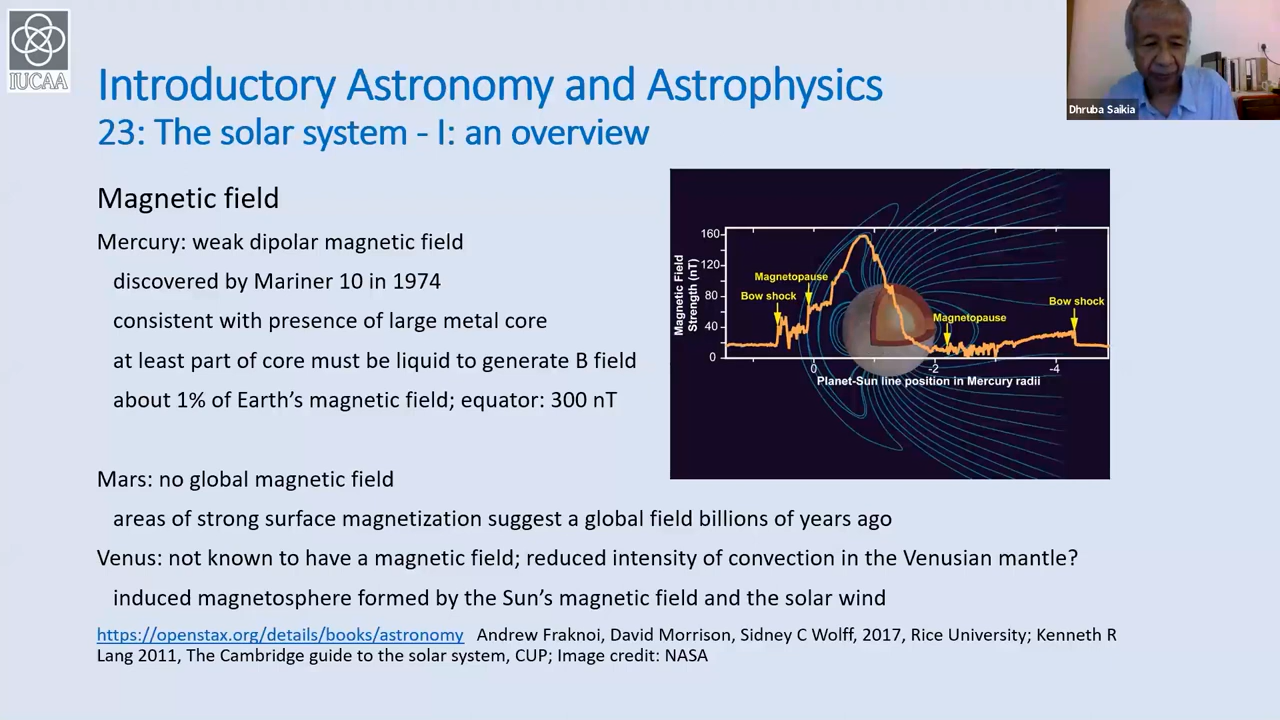 IUCAA
Dhruba Saikia
Introductory Astronomy and Astrophysics
23: The solar system - I: an overview
Magnetic field
Mercury: weak dipolar magnetic field
discovered by Mariner 10 in 1974
consistent with presence of large metal core
at least part of core must be liquid to generate B field
about 1% of Earth's magnetic field; equator: 300 nT
Magnetic Field
Strength (nT)
160
120
80
40
0
Bow shock
Magnetopause
Magnetopause
Bow shock
0
-2
-4
Planet-Sun line position in Mercury radii
Mars: no global magnetic field
areas of strong surface magnetization suggest a global field billions of years ago
Venus: not known to have a magnetic field; reduced intensity of convection in the Venusian mantle?
induced magnetosphere formed by the Sun's magnetic field and the solar wind
https://openstax.org/details/books/astronomy Andrew Fraknoi, David Morrison, Sidney C Wolff, 2017, Rice University; Kenneth R
Lang 2011, The Cambridge guide to the solar system, CUP; Image credit: NASA